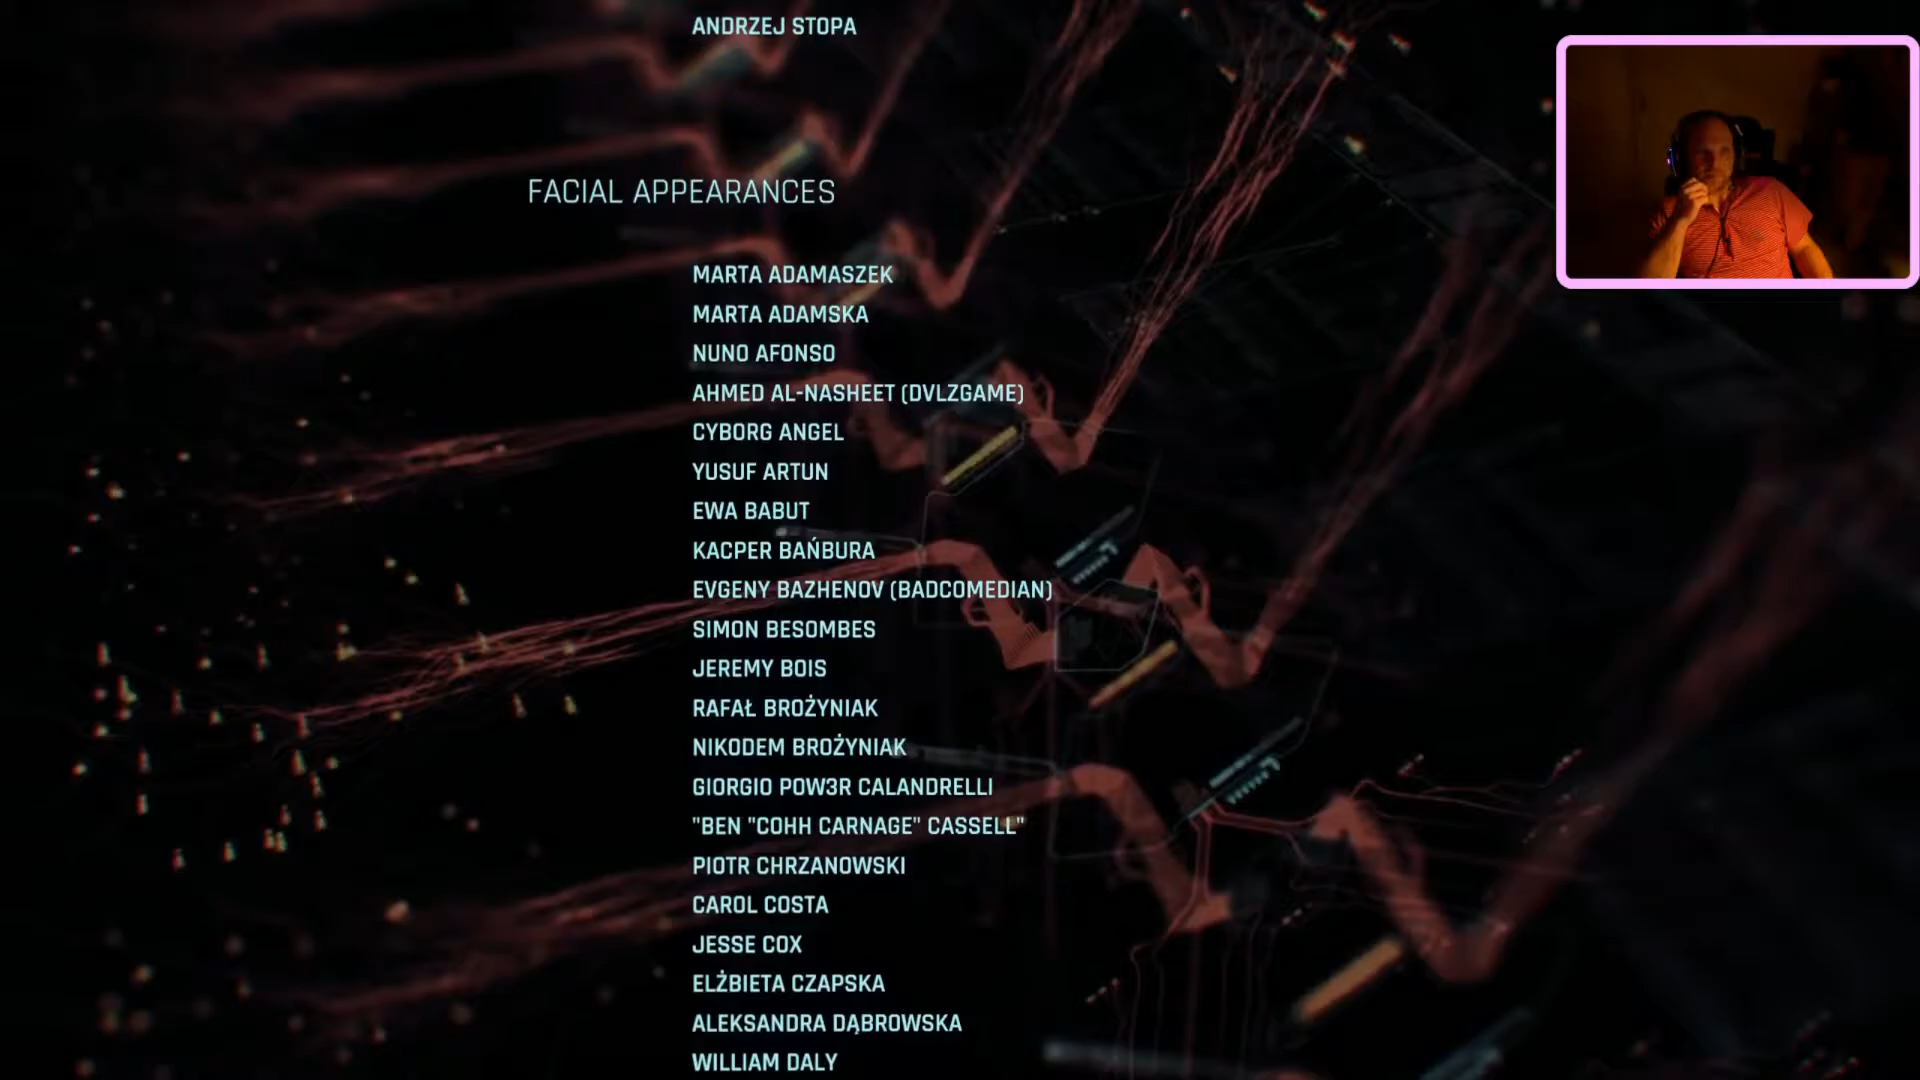 ANDRZEJ STOPA
FACIAL APPEARANCES
MARTA ADAMASZEK
MARTA ADAMSKA
NUNO AFONSO
AHMED AL-NASHEET (DVLZGAME)
CYBORG ANGEL
YUSUF ARTUN
EWA BABUT
KACPER BAŃBURA
EVGENY BAZHENOV (BADCOMEDIAN)
SIMON BESOMBES
JEREMY BOIS
RAFAŁ BROŻYNIAK
NIKODEM BROŻYNIAK
GIORGIO POW3R CALANDRELLI
"BEN "COHH CARNAGE" CASSELL"
PIOTR CHRZANOWSKI
CAROL COSTA
JESSE COX
ELŻBIETA CZAPSKA
ALEKSANDRA DĄBROWSKA
WILLIAM DALY